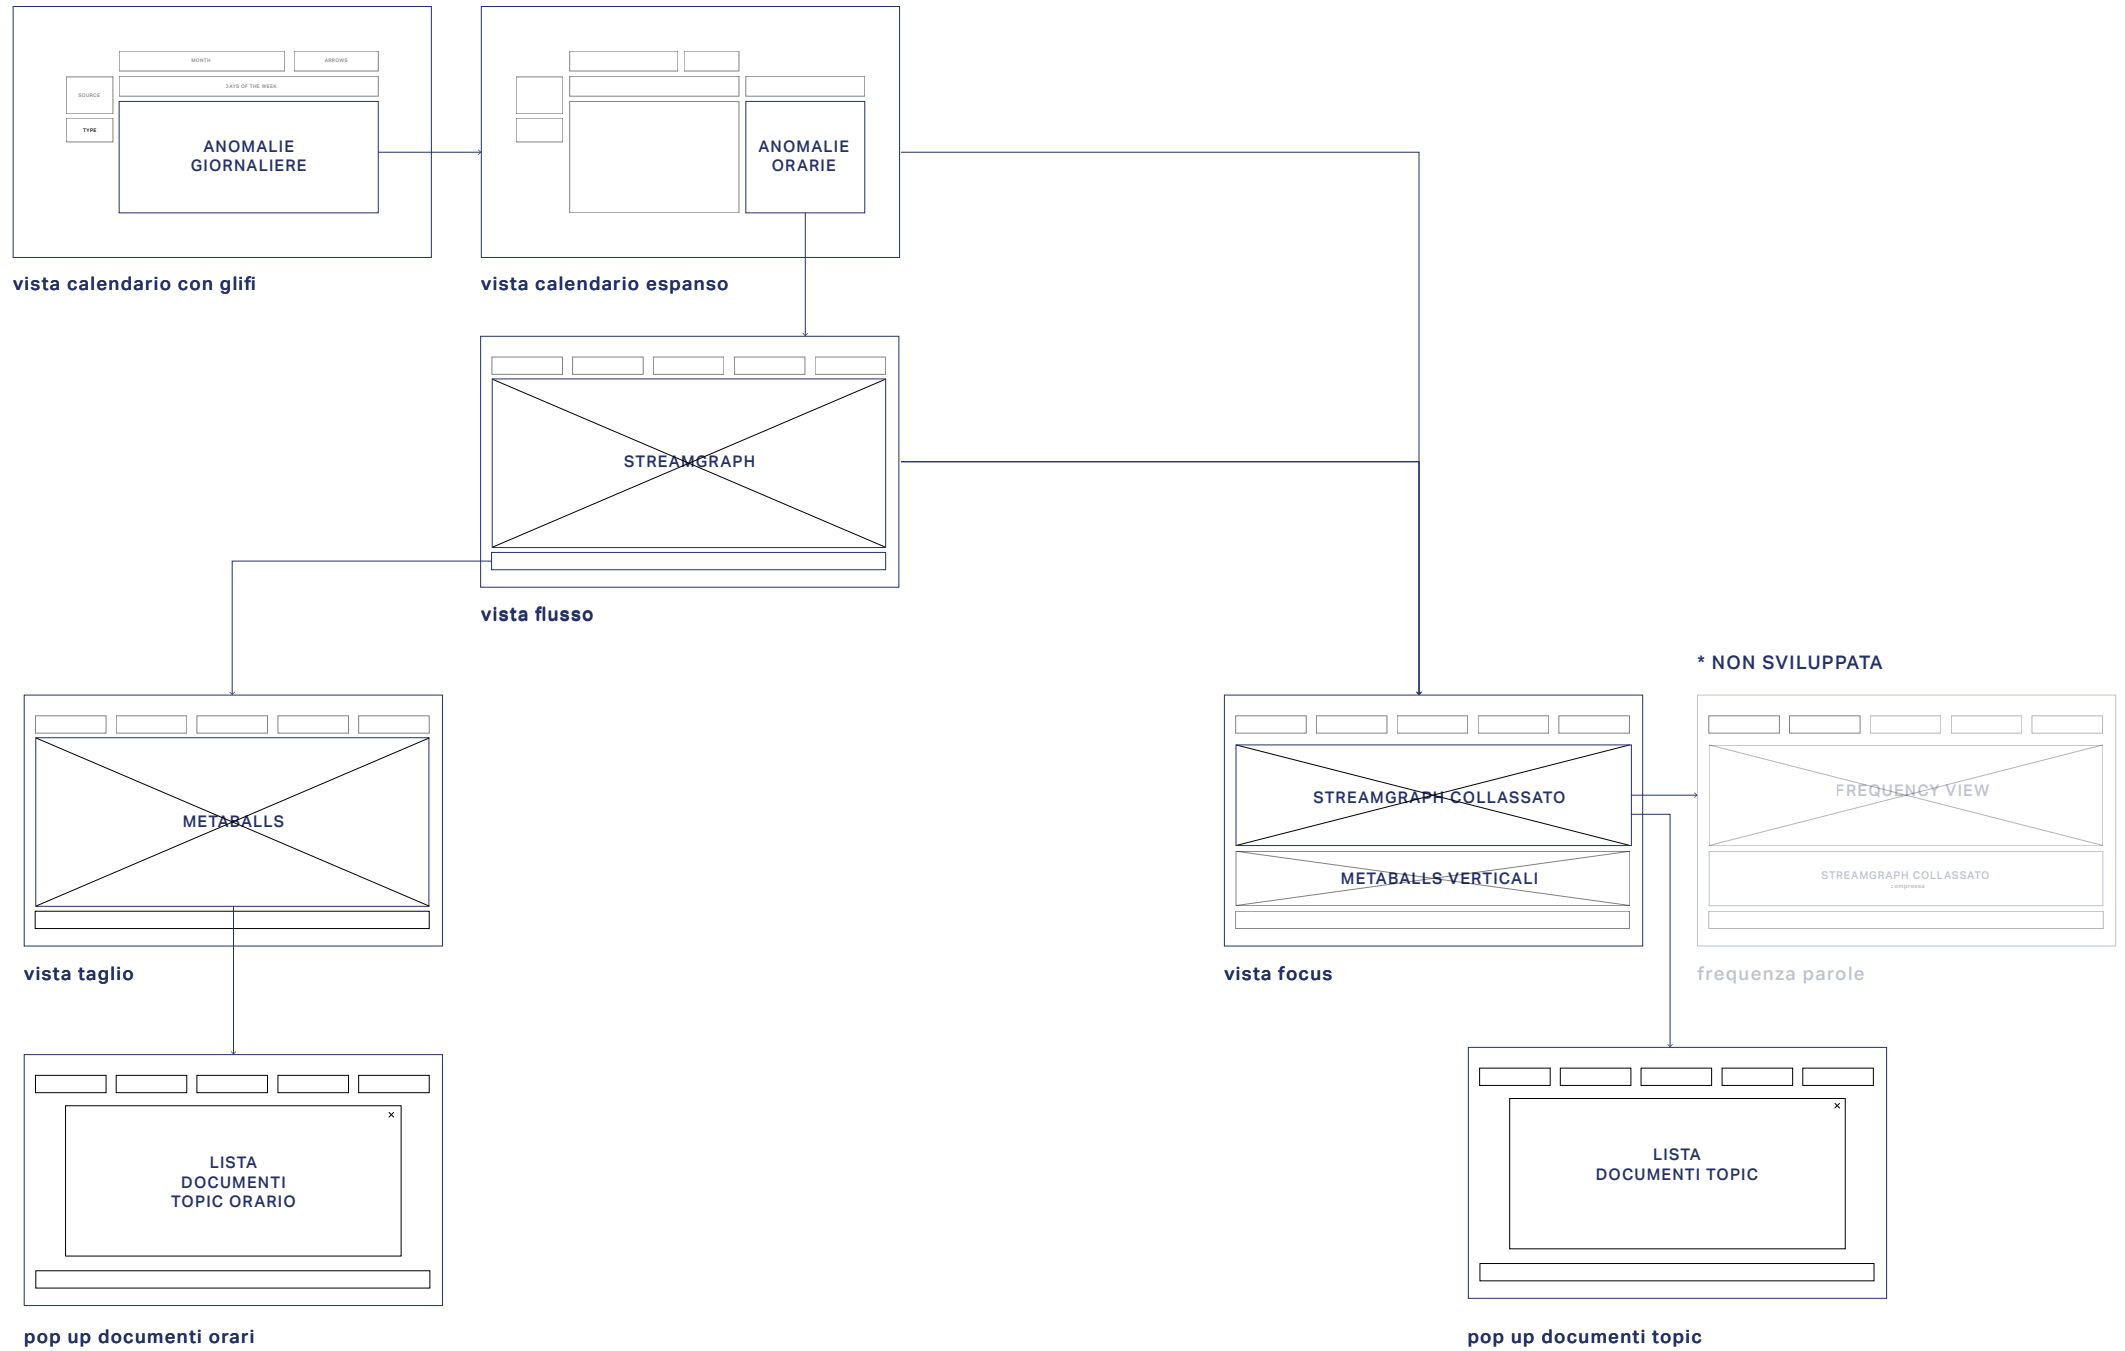 MONTH
ARROWS
SOURCE
DAYS OF THE WEEK
TYPE
ANOMALIE
GIORNALIERE
vista calendario con glifi
ANOMALIE
ORARIE
vista calendario espanso
STREAMGRAPH
vista flusso
METABALLS
vista taglio
STREAMGRAPH COLLASSATO
METABALLS VERTICALI
vista focus
* NON SVILUPPATA
FREQUENCY VIEW
STREAMGRAPH COLLASSATO
compresso
frequenza parole
LISTA
DOCUMENTI
TOPIC ORARIO
×
pop up documenti orari
LISTA
DOCUMENTI TOPIC
×
pop up documenti topic